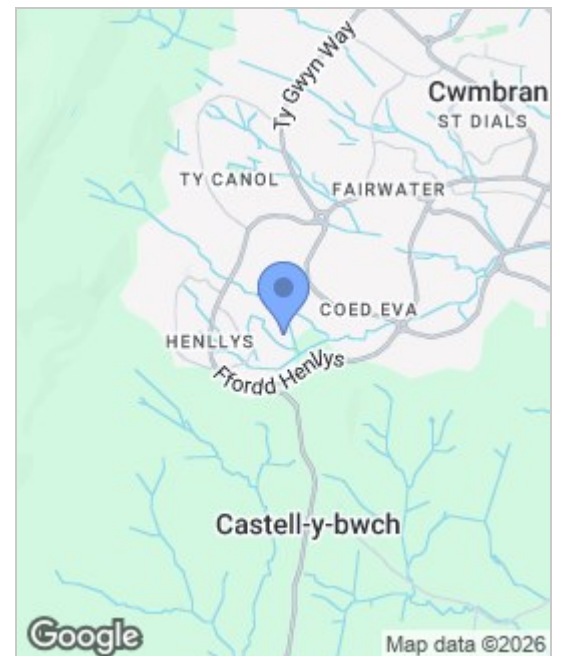 Ty Gwyn Way
Cwmbran
ST DIALS
TY CANOL
FAIRWATER
COED EVA
HENLLYS
Ffordd Henllys
Castell-y-bwch
Google
Map data ©2026